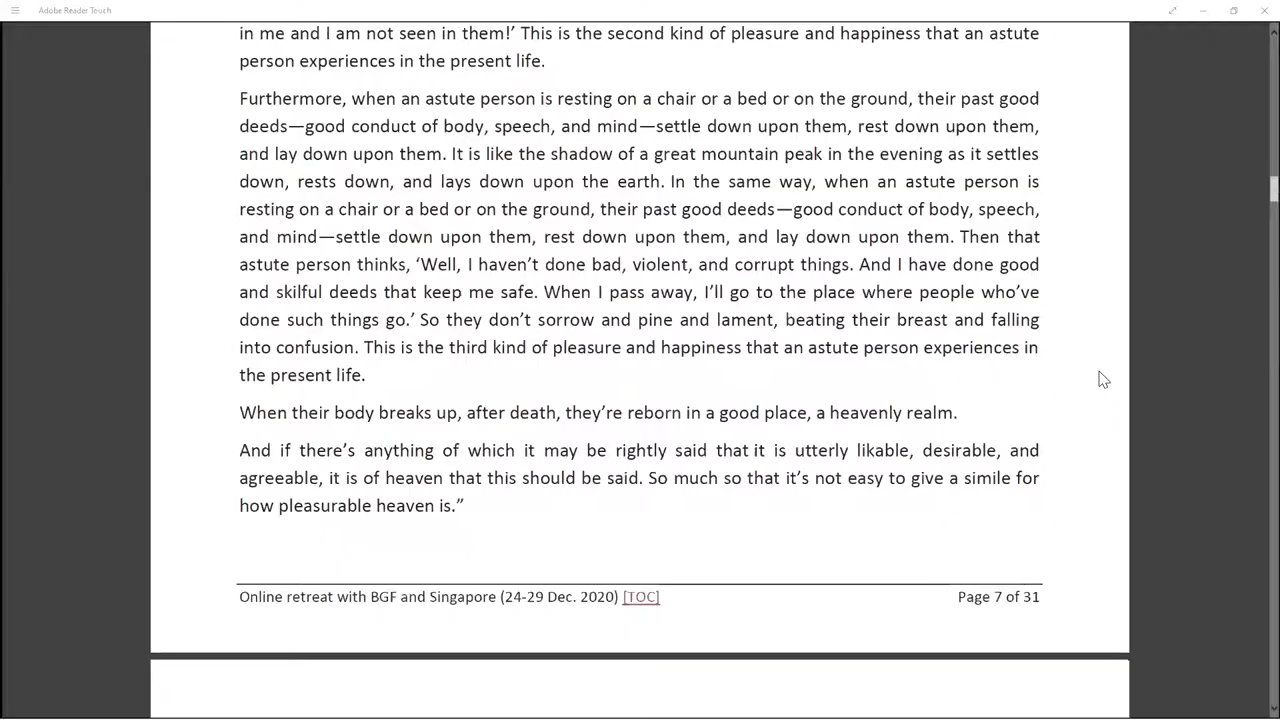 Adobe Reader Touch
in me and I am not seen in them!’ This is the second kind of pleasure and happiness that an astute
person experiences in the present life.
Furthermore, when an astute person is resting on a chair or a bed or on the ground, their past good
deeds—good conduct of body, speech, and mind—settle down upon them, rest down upon them,
and lay down upon them. It is like the shadow of a great mountain peak in the evening as it settles
down, rests down, and lays down upon the earth. In the same way, when an astute person is
resting on a chair or a bed or on the ground, their past good deeds—good conduct of body, speech,
and mind—settle down upon them, rest down upon them, and lay down upon them. Then that
astute person thinks, ‘Well, I haven’t done bad, violent, and corrupt things. And I have done good
and skilful deeds that keep me safe. When I pass away, I’ll go to the place where people who’ve
done such things go.’ So they don’t sorrow and pine and lament, beating their breast and falling
into confusion. This is the third kind of pleasure and happiness that an astute person experiences in
the present life.
When their body breaks up, after death, they’re reborn in a good place, a heavenly realm.
And if there’s anything of which it may be rightly said that it is utterly likable, desirable, and
agreeable, it is of heaven that this should be said. So much so that it’s not easy to give a simile for
how pleasurable heaven is.”
Online retreat with BGF and Singapore (24-29 Dec. 2020) [TOC] Page 7 of 31